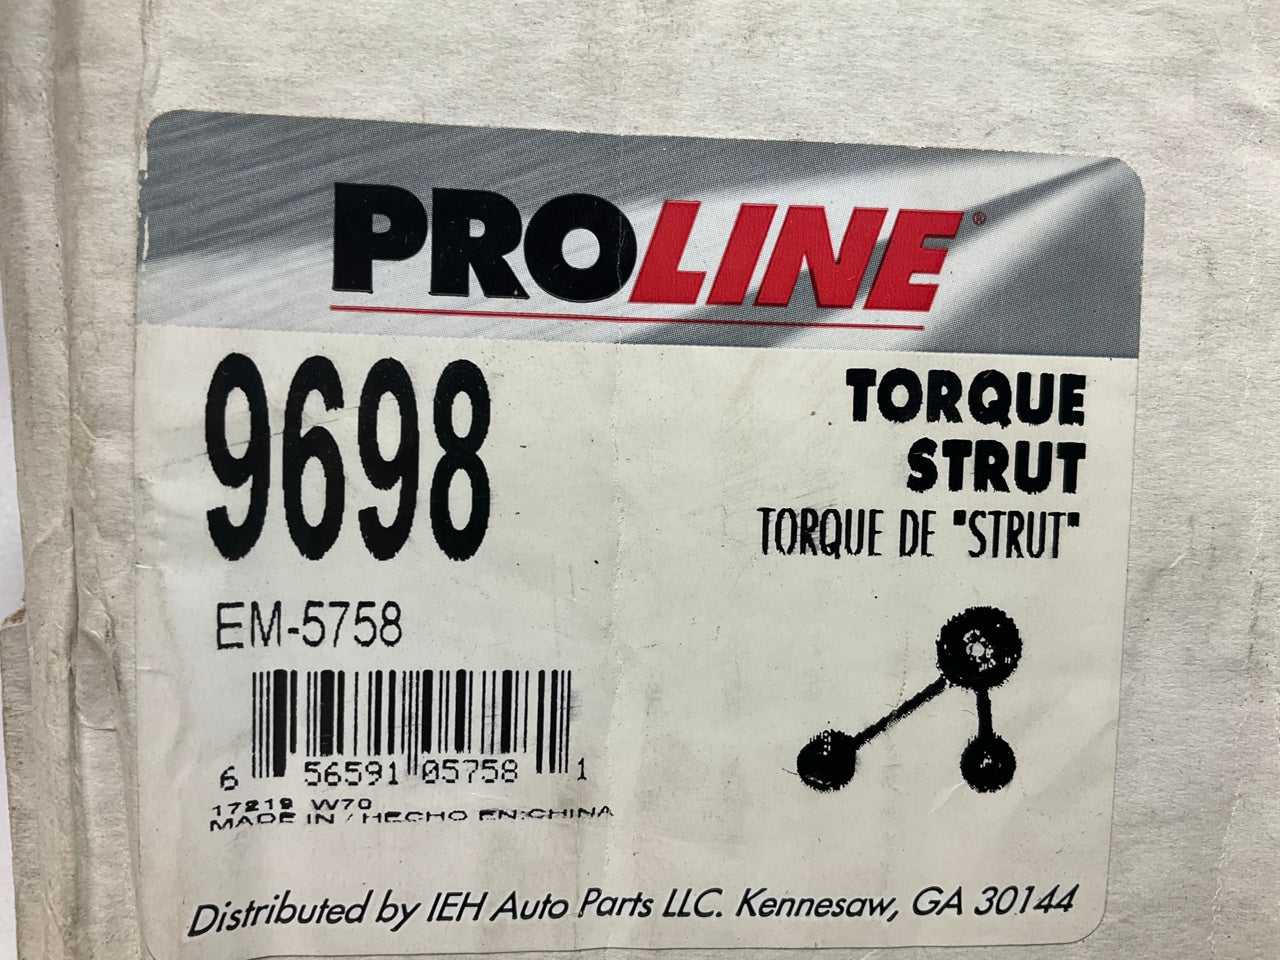 PROLINE®
9698
TORQUE
STRUT
TORQUE DE "STRUT"
EM-5758
6 56591 05758 1
17219 W70
MADE IN / HECHO EN:CHINA
Distributed by IEH Auto Parts LLC. Kennesaw, GA 30144